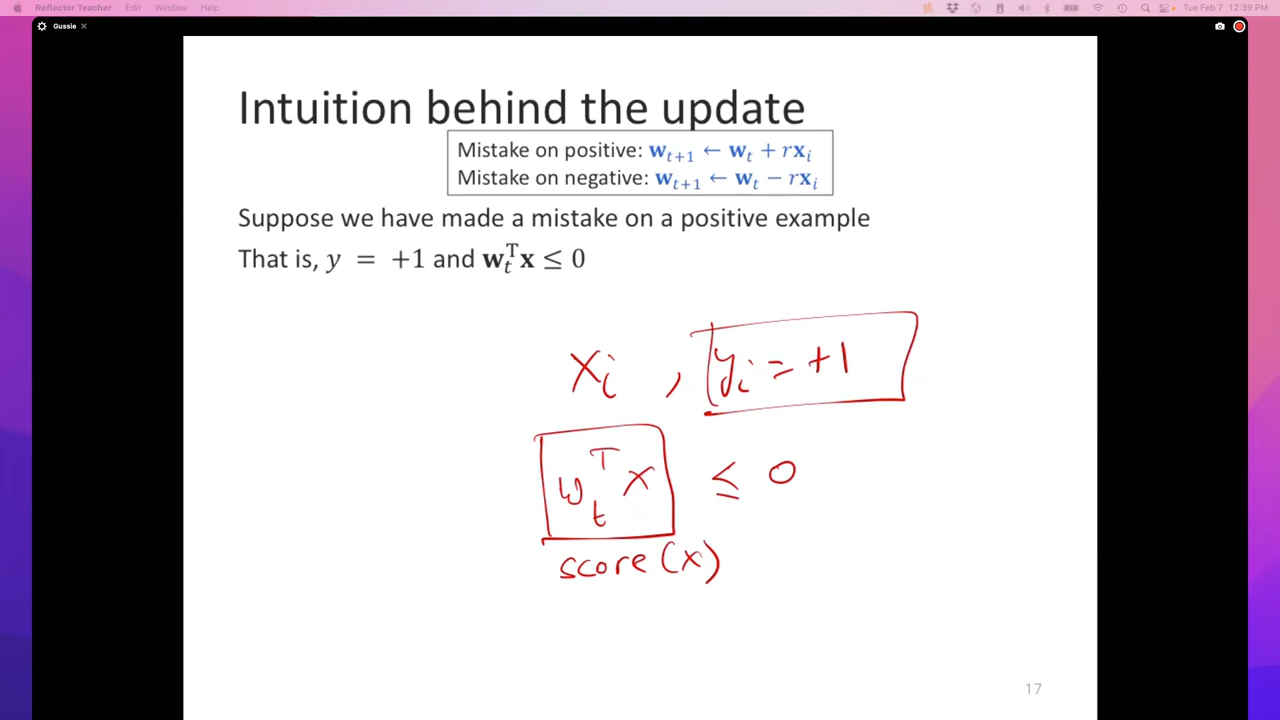 Reflector Teacher Edit Window Help Tue Feb 7 12:39 PM
Gussie
Intuition behind the update
Mistake on positive: w_{t+1} ← w_t + rx_i
Mistake on negative: w_{t+1} ← w_t − rx_i
Suppose we have made a mistake on a positive example
That is, y = +1 and w_t^T x ≤ 0
x_i , y_i = +1
w_t^T x ≤ 0
score(x)
17